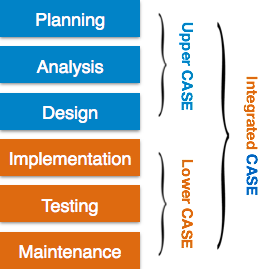 Planning
Analysis
Design
Implementation
Testing
Maintenance
Upper CASE
Lower CASE
Integrated CASE